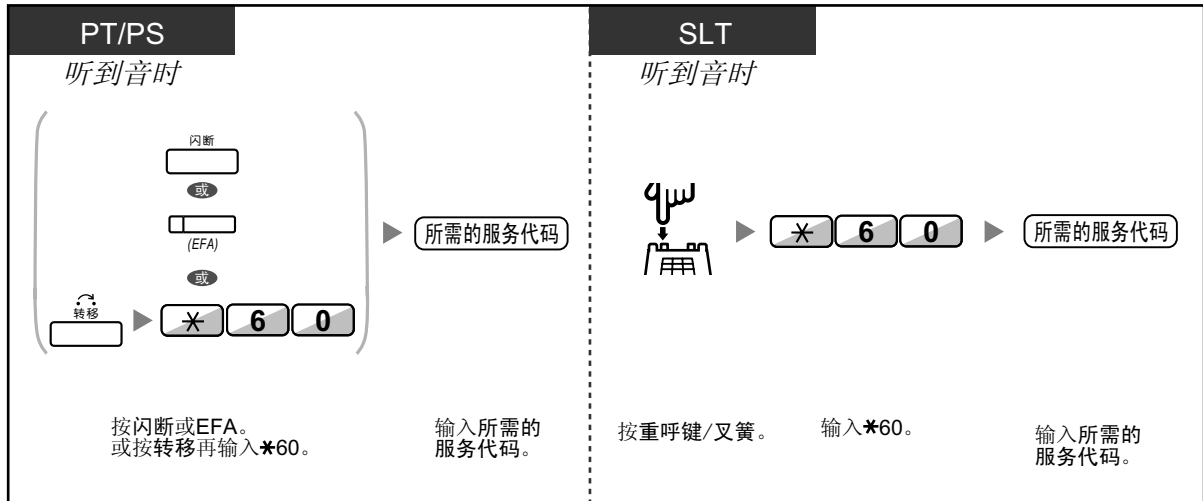 PT/PS
听到音时
闪断
或
(EFA)
或
转移
* 6 0
所需的服务代码
按闪断或EFA。
或按转移再输入*60。
输入所需的
服务代码。
SLT
听到音时
* 6 0
所需的服务代码
按重呼键/叉簧。
输入*60。
输入所需的
服务代码。